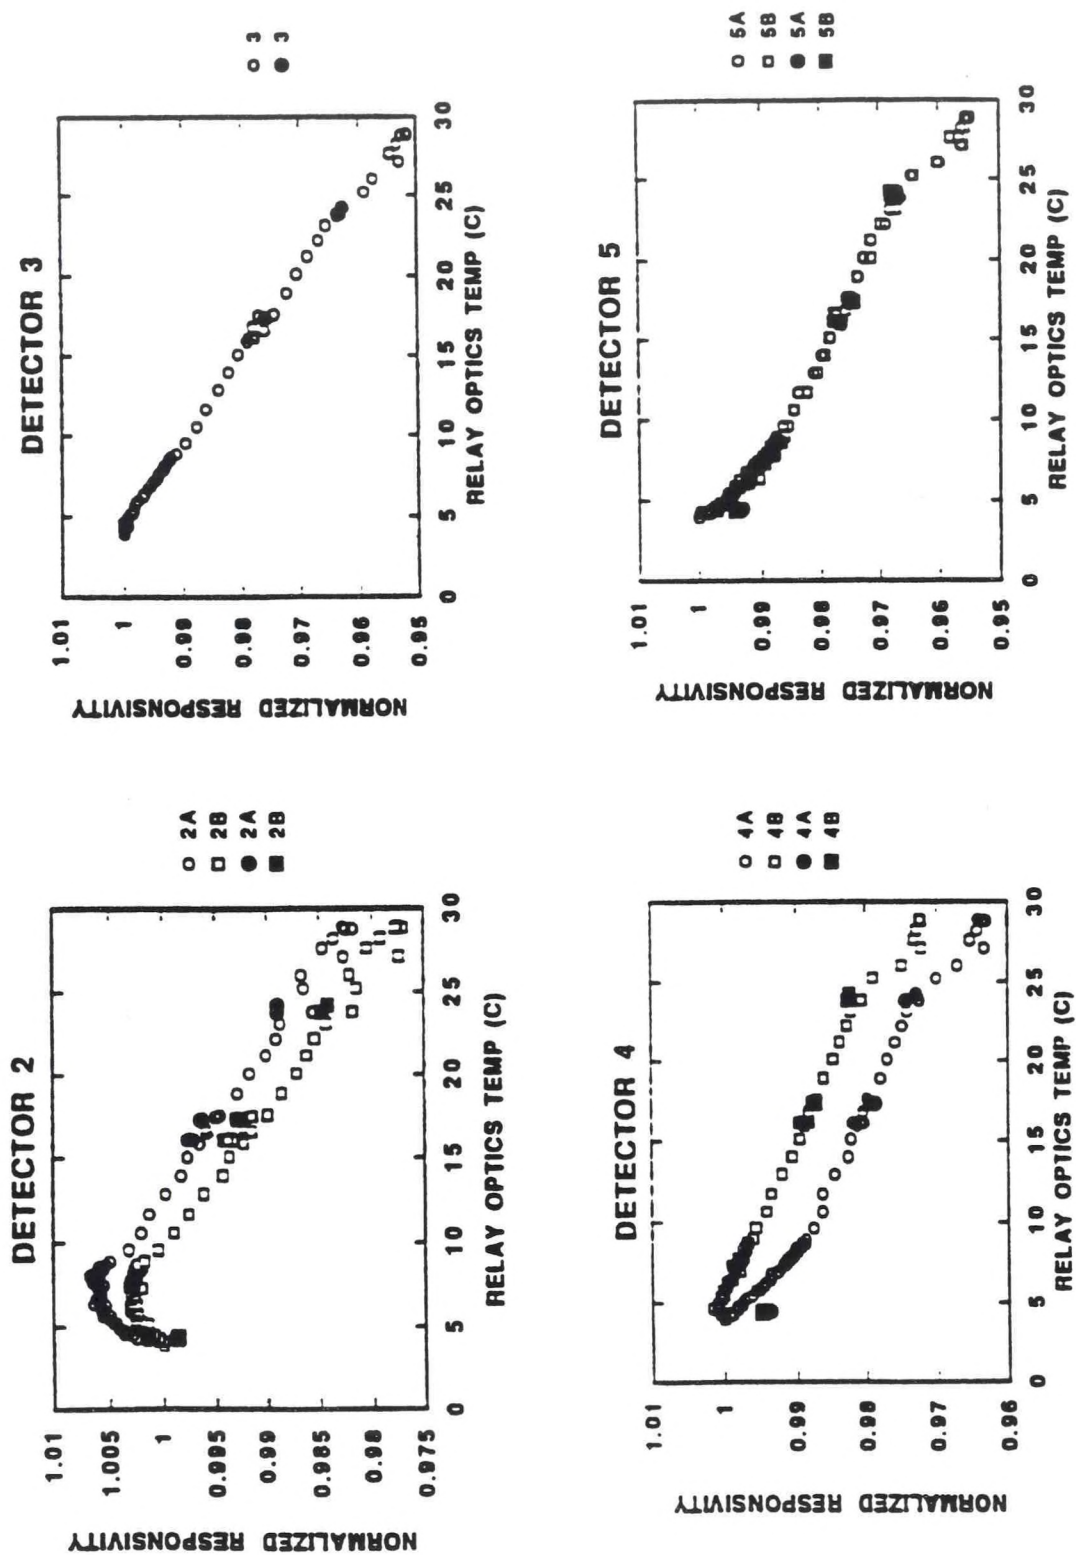 DETECTOR 2
NORMALIZED RESPONSIVITY
1.01
1.005
1
0.995
0.99
0.985
0.98
0.975
0 5 10 15 20 25 30
RELAY OPTICS TEMP (C)
○ 2A
□ 2B
● 2A
■ 2B
DETECTOR 3
NORMALIZED RESPONSIVITY
1.01
1
0.99
0.98
0.97
0.96
0.95
0 5 10 15 20 25 30
RELAY OPTICS TEMP (C)
○ 3
● 3
DETECTOR 4
NORMALIZED RESPONSIVITY
1.01
1
0.99
0.98
0.97
0.96
0 5 10 15 20 25 30
RELAY OPTICS TEMP (C)
○ 4A
□ 4B
● 4A
■ 4B
DETECTOR 5
NORMALIZED RESPONSIVITY
1.01
1
0.99
0.98
0.97
0.96
0.95
0 5 10 15 20 25 30
RELAY OPTICS TEMP (C)
○ 5A
□ 5B
● 5A
■ 5B